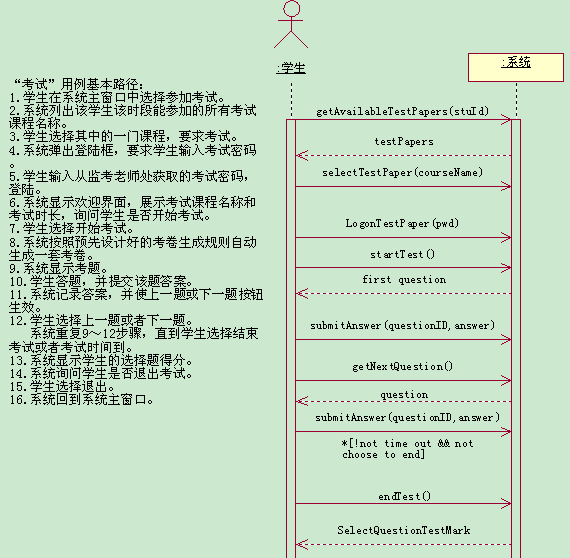 :学生
:系统
“考试”用例基本路径：
1.学生在系统主窗口中选择参加考试。
2.系统列出该学生该时段能参加的所有考试
课程名称。
3.学生选择其中的一门课程，要求考试。
4.系统弹出登陆框，要求学生输入考试密码
。
5.学生输入从监考老师处获取的考试密码，
登陆。
6.系统显示欢迎界面，展示考试课程名称和
考试时长，询问学生是否开始考试。
7.学生选择开始考试。
8.系统按照预先设计好的考卷生成规则自动
生成一套考卷。
9.系统显示考题。
10.学生答题，并提交该题答案。
11.系统记录答案，并使上一题或下一题按钮
生效。
12.学生选择上一题或者下一题。
系统重复9～12步骤，直到学生选择结束
考试或者考试时间到。
13.系统显示学生的选择题得分。
14.系统询问学生是否退出考试。
15.学生选择退出。
16.系统回到系统主窗口。
getAvailableTestPapers(stuId)
testPapers
selectTestPaper(courseName)
LogonTestPaper(pwd)
startTest()
first question
submitAnswer(questionID,answer)
getNextQuestion()
question
submitAnswer(questionID,answer)
*[!not time out && not
choose to end]
endTest()
SelectQuestionTestMark